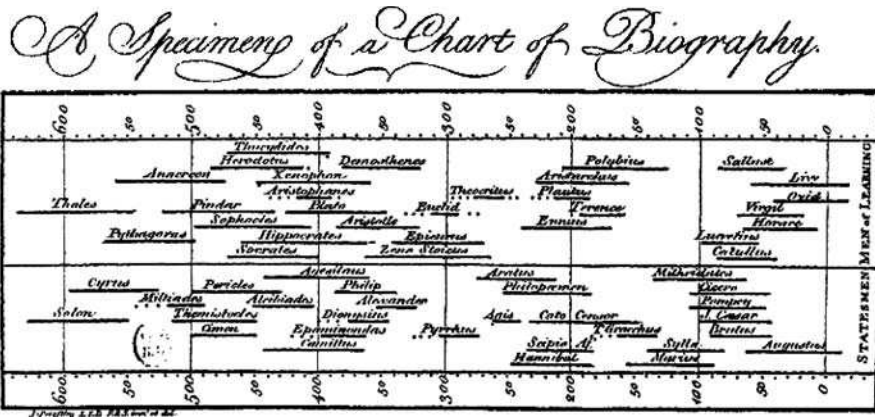 A Specimen of a Chart of Biography.
600 50 500 50 400 50 300 50 200 50 100 50 0
Thucydides
Herodotus Demosthenes Polybius Sallust
Anacreon Xenophon Aristarchus Livy
Aristophanes Theocritus Plautus Ovid
Thales Pindar Plato Euclid Terence Virgil
Sophocles Aristotle Ennius Horace
Pythagoras Hippocrates Epicurus Lucretius
Socrates Zeno Stoicus Catullus
MEN of LEARNING
Agesilaus Aratus Mithridates
Cyrus Pericles Philip Philopæmen Cicero
Miltiades Alcibiades Alexander Pompey
Solon Themistocles Dionysius Agis Cato Censor J. Cæsar
Cimon Epaminondas Pyrrhus T. Gracchus Brutus
Camillus Scipio Af. Sylla Augustus
Hannibal Marius
STATESMEN
600 50 500 50 400 50 300 50 200 50 100 50 0